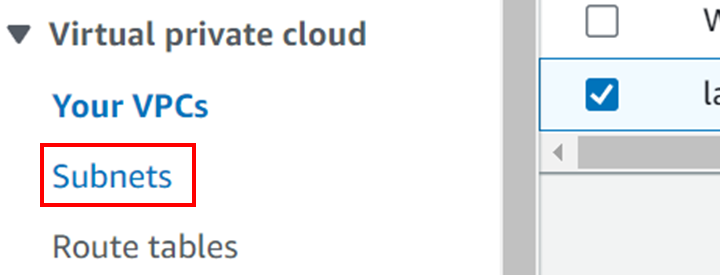 Virtual private cloud
Your VPCs
Subnets
Route tables